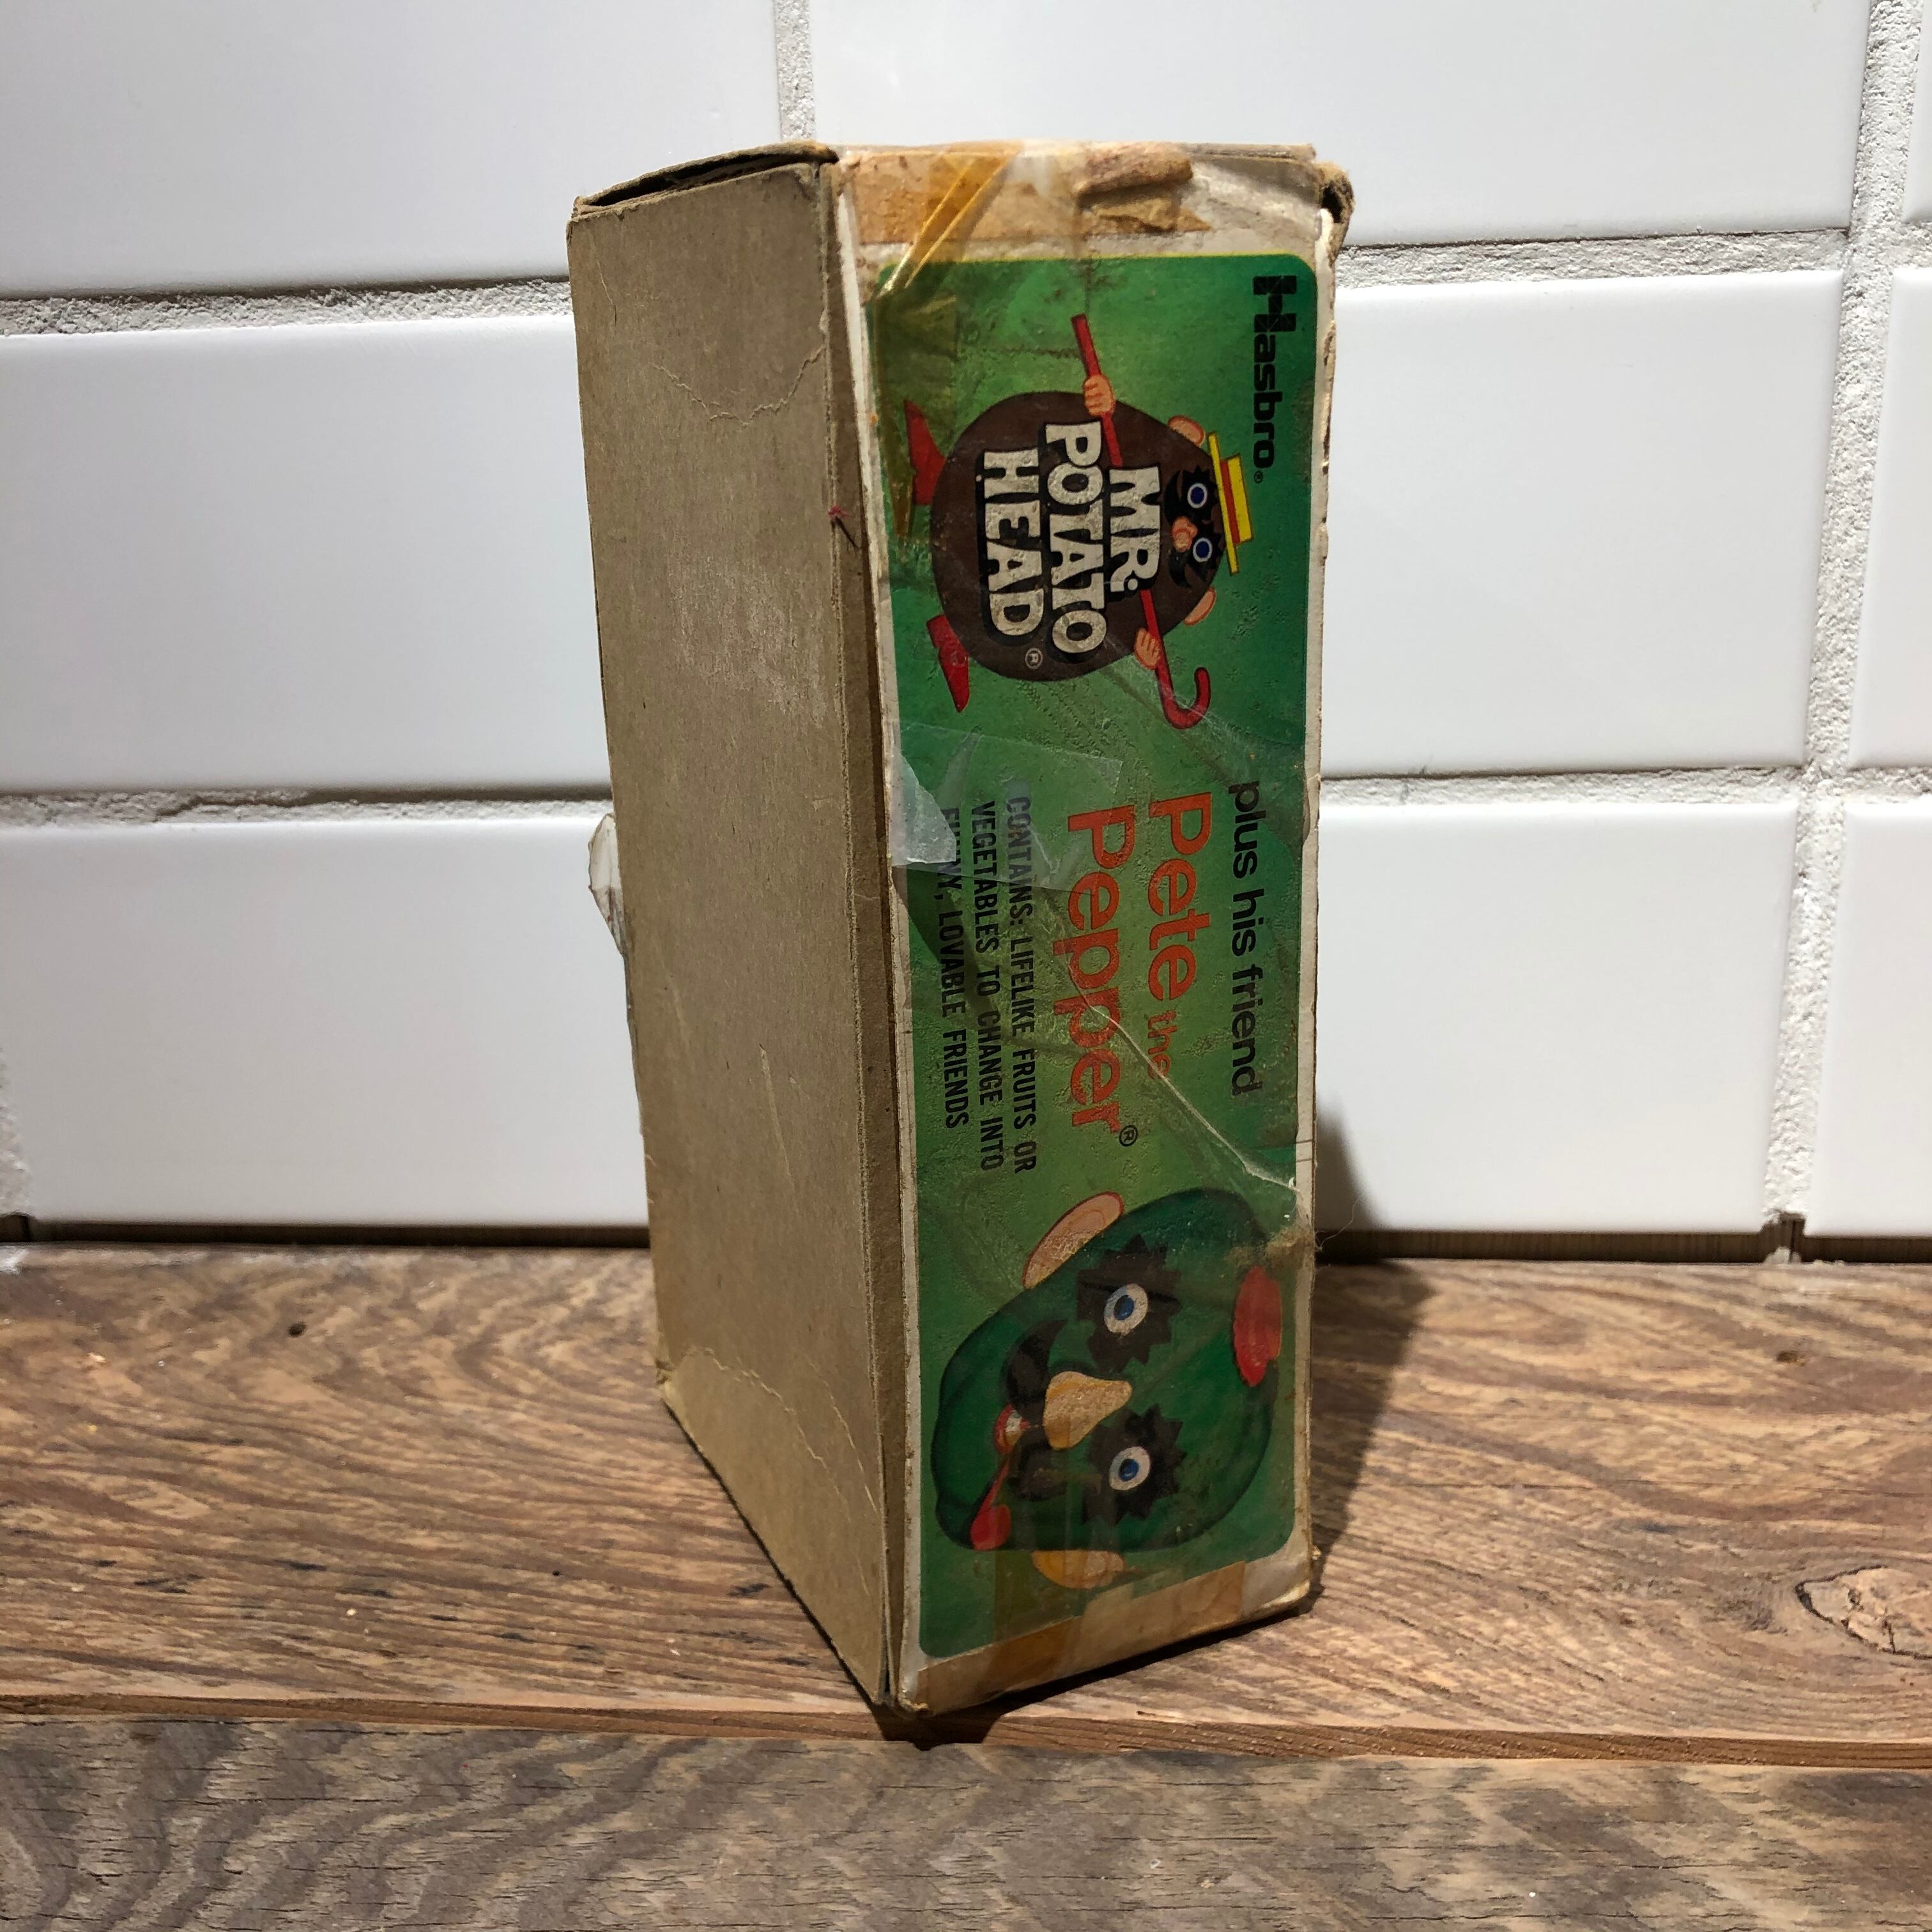 Hasbro®
MR.
POTATO
HEAD®
plus his friend
Pete the
Pepper®
CONTAINS: LIFELIKE FRUITS OR
VEGETABLES TO CHANGE INTO
FUNNY, LOVABLE FRIENDS